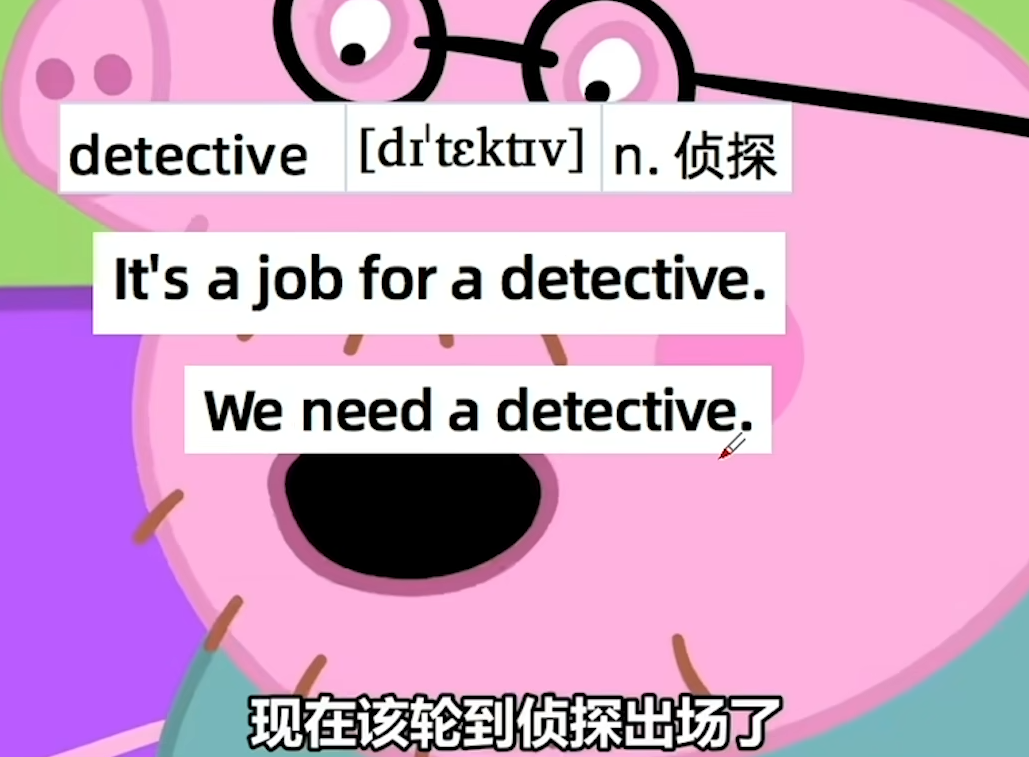 detective [dɪˈtɛktɪv] n. 侦探
It's a job for a detective.
We need a detective.
现在该轮到侦探出场了